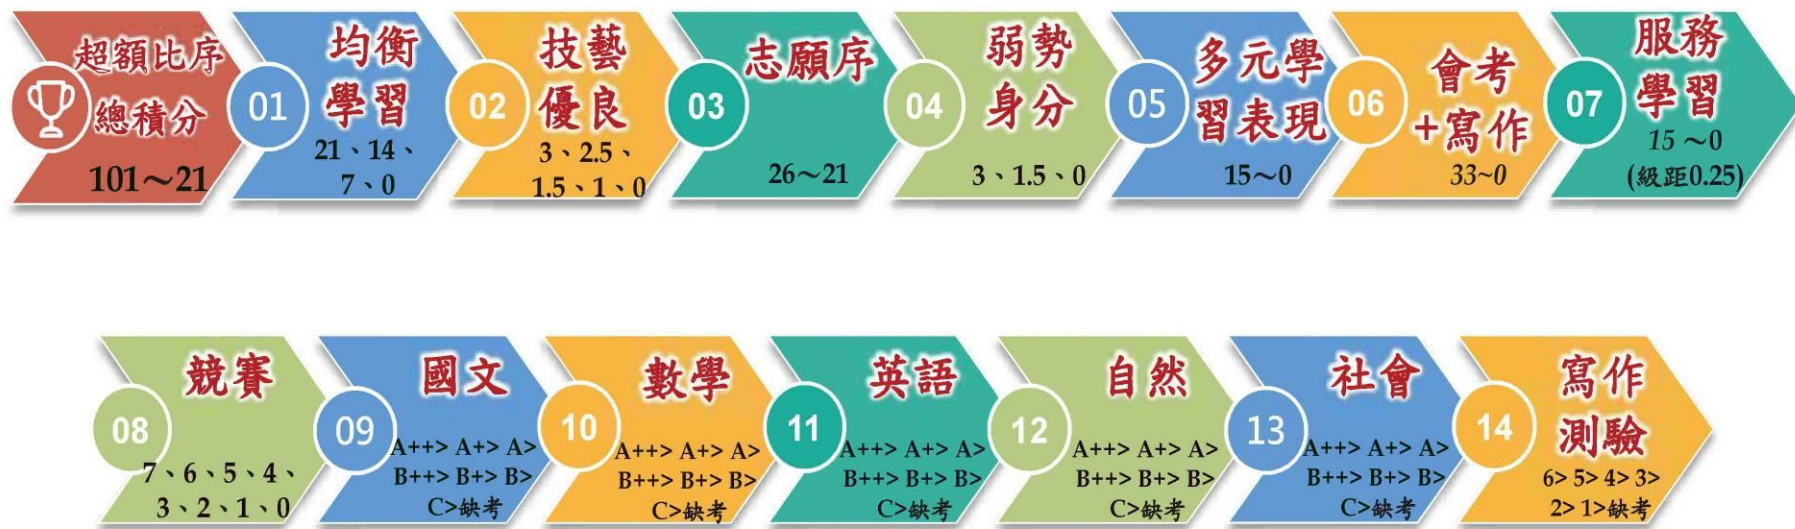 超額比序
總積分
101～21
01
均衡
學習
21、14、
7、0
02
技藝
優良
3、2.5、
1.5、1、0
03
志願序
26～21
04
弱勢
身分
3、1.5、0
05
多元學
習表現
15～0
06
會考
+寫作
33~0
07
服務
學習
15～0
(級距0.25)
08
競賽
7、6、5、4、
3、2、1、0
09
國文
A++> A+> A>
B++> B+> B>
C>缺考
10
數學
A++> A+> A>
B++> B+> B>
C>缺考
11
英語
A++> A+> A>
B++> B+> B>
C>缺考
12
自然
A++> A+> A>
B++> B+> B>
C>缺考
13
社會
A++> A+> A>
B++> B+> B>
C>缺考
14
寫作
測驗
6> 5> 4> 3>
2> 1>缺考